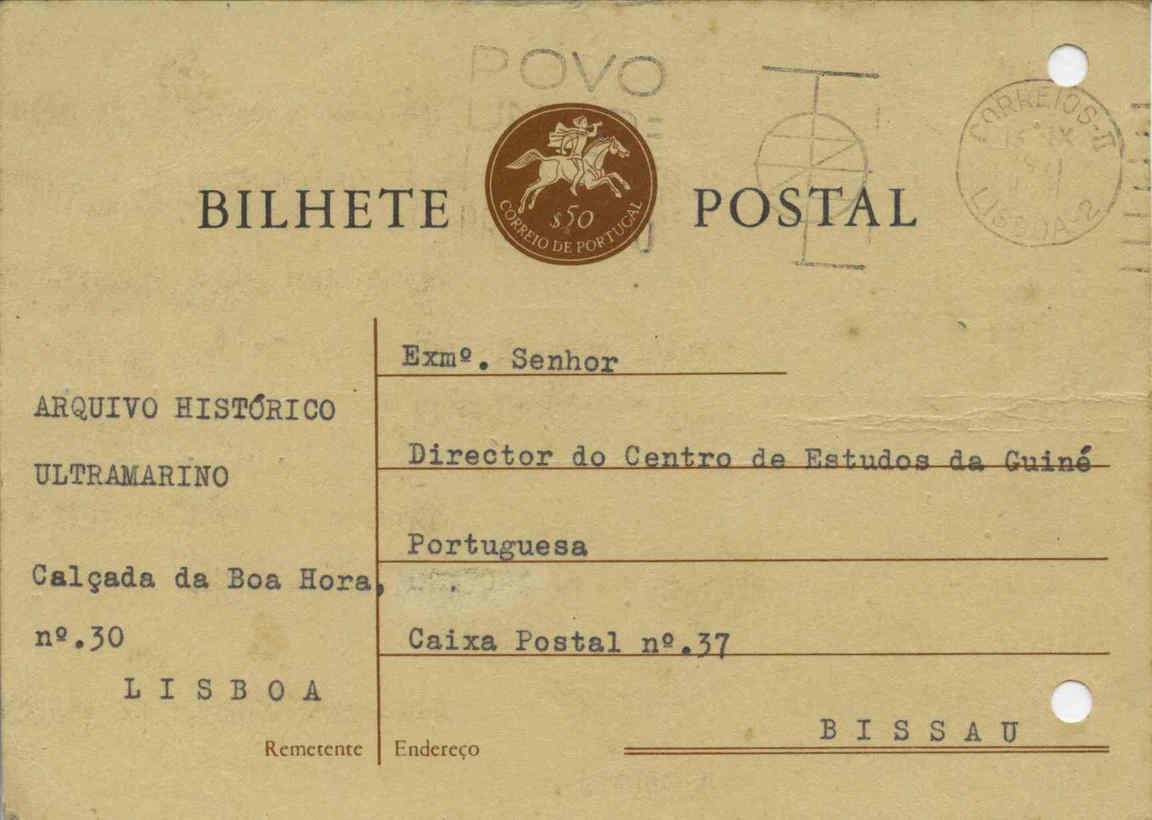 POVO
BILHETE POSTAL
$50
CORREIO DE PORTUGAL
CORREIOS-II
LISBOA-2
Exmº. Senhor
Director do Centro de Estudos da Guiné
Portuguesa
Caixa Postal nº.37
BISSAU
ARQUIVO HISTÓRICO
ULTRAMARINO
Calçada da Boa Hora,
nº.30
LISBOA
Remetente
Endereço